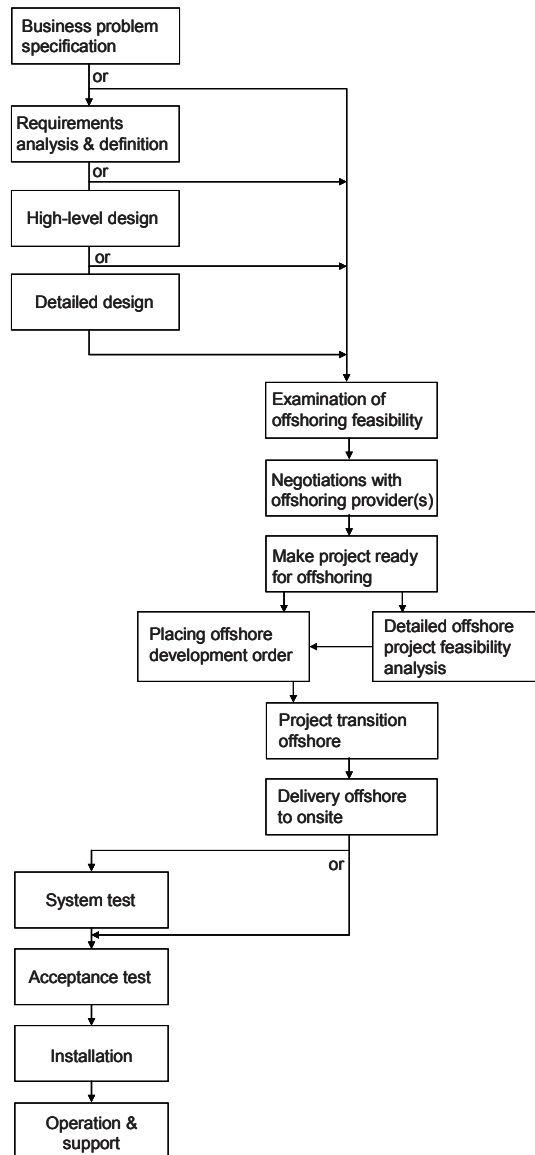 Business problem
specification
or
Requirements
analysis & definition
or
High-level design
or
Detailed design
Examination of
offshoring feasibility
Negotiations with
offshoring provider(s)
Make project ready
for offshoring
Placing offshore
development order
Detailed offshore
project feasibility
analysis
Project transition
offshore
Delivery offshore
to onsite
or
System test
Acceptance test
Installation
Operation &
support